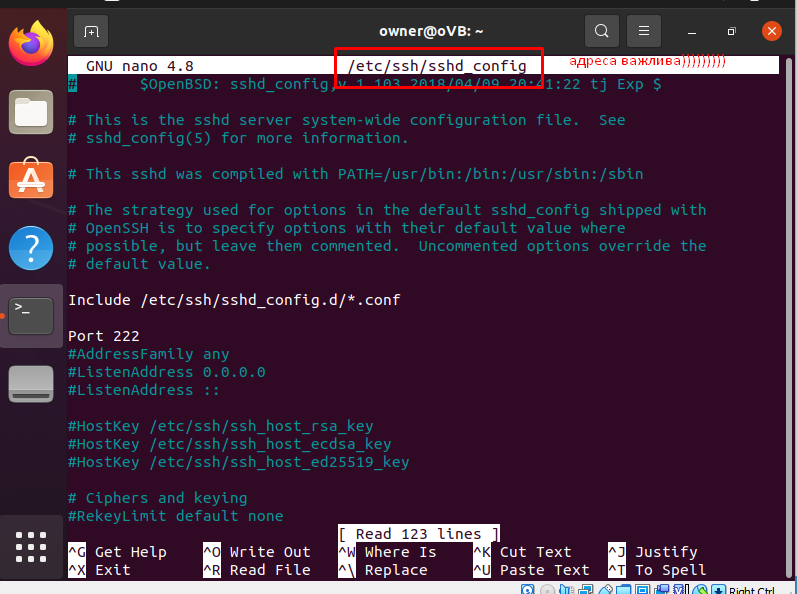 owner@oVB: ~
GNU nano 4.8 /etc/ssh/sshd_config адреса важлива)))))))))
# $OpenBSD: sshd_config,v 1.103 2018/04/09 20:41:22 tj Exp $
# This is the sshd server system-wide configuration file. See
# sshd_config(5) for more information.
# This sshd was compiled with PATH=/usr/bin:/bin:/usr/sbin:/sbin
# The strategy used for options in the default sshd_config shipped with
# OpenSSH is to specify options with their default value where
# possible, but leave them commented. Uncommented options override the
# default value.
Include /etc/ssh/sshd_config.d/*.conf
Port 222
#AddressFamily any
#ListenAddress 0.0.0.0
#ListenAddress ::
#HostKey /etc/ssh/ssh_host_rsa_key
#HostKey /etc/ssh/ssh_host_ecdsa_key
#HostKey /etc/ssh/ssh_host_ed25519_key
# Ciphers and keying
#RekeyLimit default none
[ Read 123 lines ]
^G Get Help ^O Write Out ^W Where Is ^K Cut Text ^J Justify
^X Exit ^R Read File ^\ Replace ^U Paste Text ^T To Spell
Right Ctrl